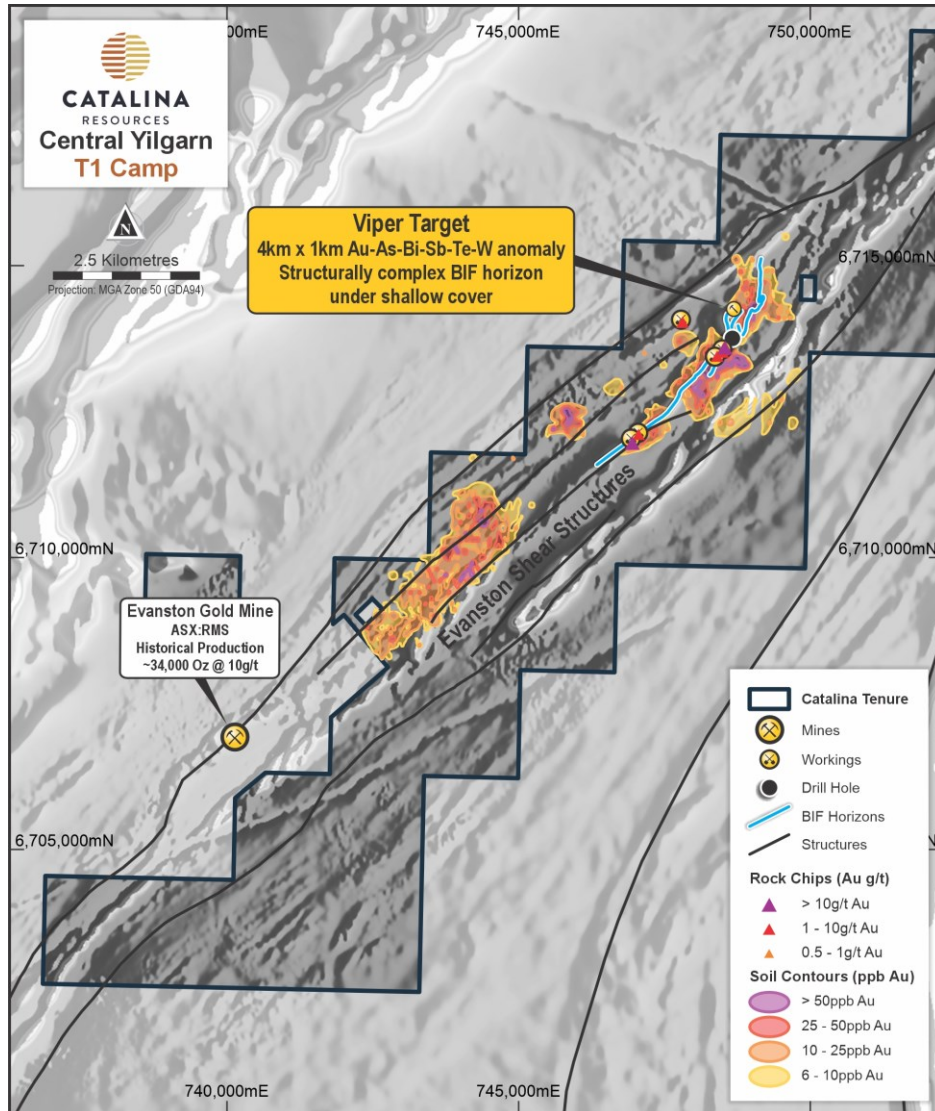 CATALINA
RESOURCES
Central Yilgarn
T1 Camp
N
2.5 Kilometres
Projection: MGA Zone 50 (GDA94)
745,000mE
750,000mE
Viper Target
4km x 1km Au-As-Bi-Sb-Te-W anomaly
Structurally complex BIF horizon
under shallow cover
6,715,000mN
Evanston Shear Structures
6,710,000mN
6,710,000mN
Evanston Gold Mine
ASX:RMS
Historical Production
~34,000 Oz @ 10g/t
6,705,000mN
Catalina Tenure
Mines
Workings
Drill Hole
BIF Horizons
Structures
Rock Chips (Au g/t)
> 10g/t Au
1 - 10g/t Au
0.5 - 1g/t Au
Soil Contours (ppb Au)
> 50ppb Au
25 - 50ppb Au
10 - 25ppb Au
6 - 10ppb Au
740,000mE
745,000mE